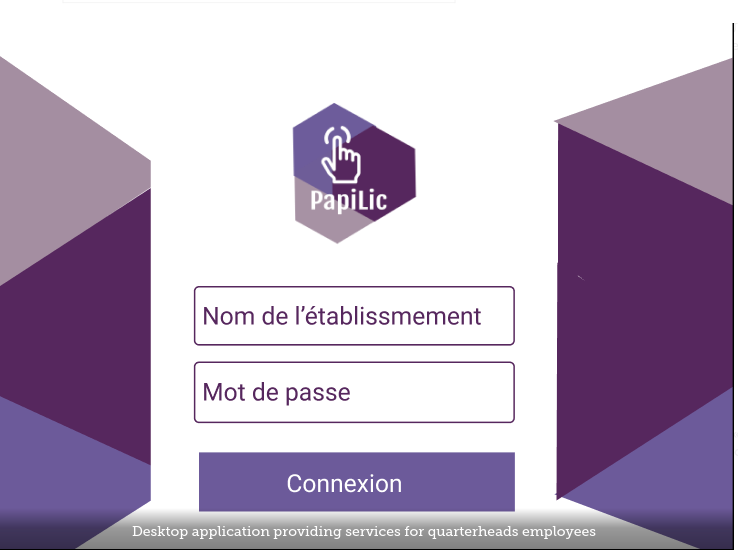 PapiLic
Nom de l’établissmement
Mot de passe
Connexion
Desktop application providing services for quarterheads employees